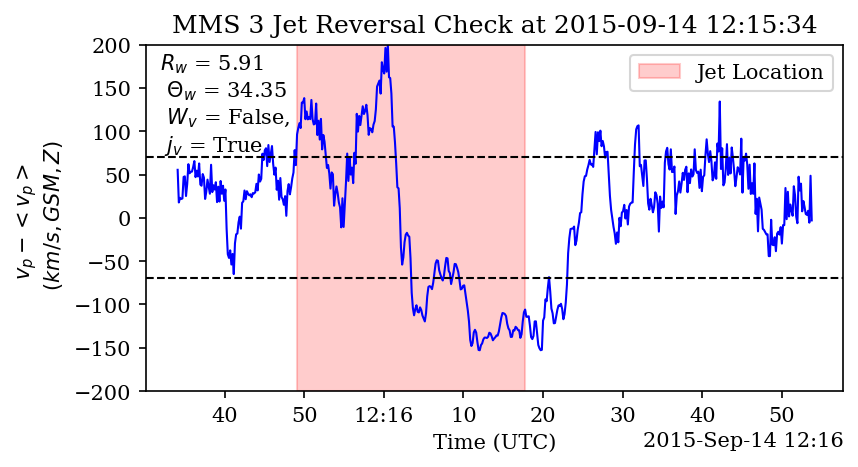 MMS 3 Jet Reversal Check at 2015-09-14 12:15:34
R_w = 5.91
Θ_w = 34.35
W_v = False,
j_v = True
Jet Location
200
150
100
50
0
−50
−100
−150
−200
v_p − < v_p >
(km/s, GSM, Z)
40 50 12:16 10 20 30 40 50
Time (UTC)
2015-Sep-14 12:16